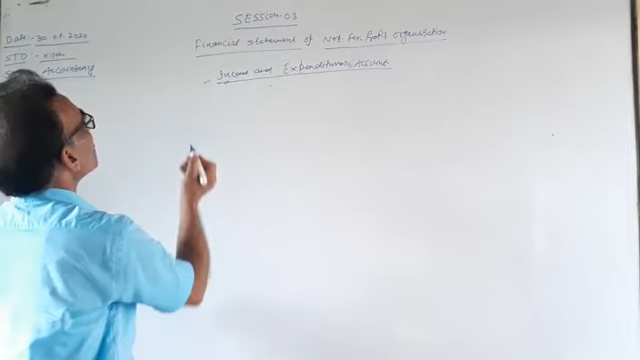 SESSION-03
Date:- 30.01.2020
Financial statement of Not for Profit organisation
STD:- XIIth
Accountancy
Income and Expenditure Account